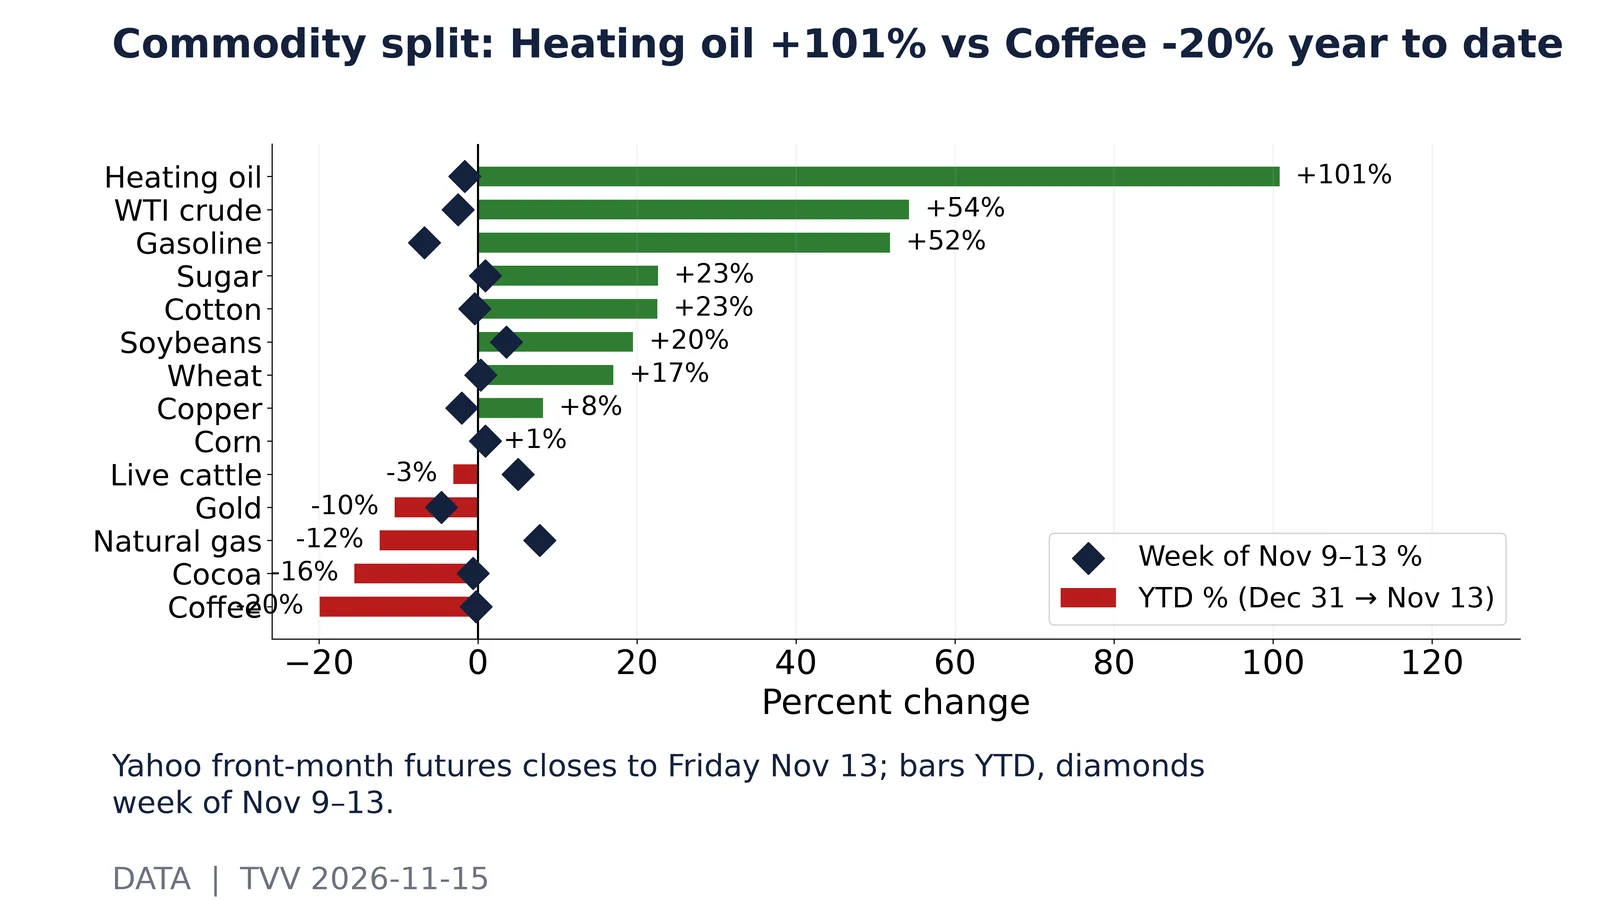 Commodity split: Heating oil +101% vs Coffee -20% year to date
Heating oil +101%
WTI crude +54%
Gasoline +52%
Sugar +23%
Cotton +23%
Soybeans +20%
Wheat +17%
Copper +8%
Corn +1%
Live cattle -3%
Gold -10%
Natural gas -12%
Cocoa -16%
Coffee -20%
Week of Nov 9–13 %
YTD % (Dec 31 → Nov 13)
−20 0 20 40 60 80 100 120
Percent change
Yahoo front-month futures closes to Friday Nov 13; bars YTD, diamonds
week of Nov 9–13.
DATA | TVV 2026-11-15